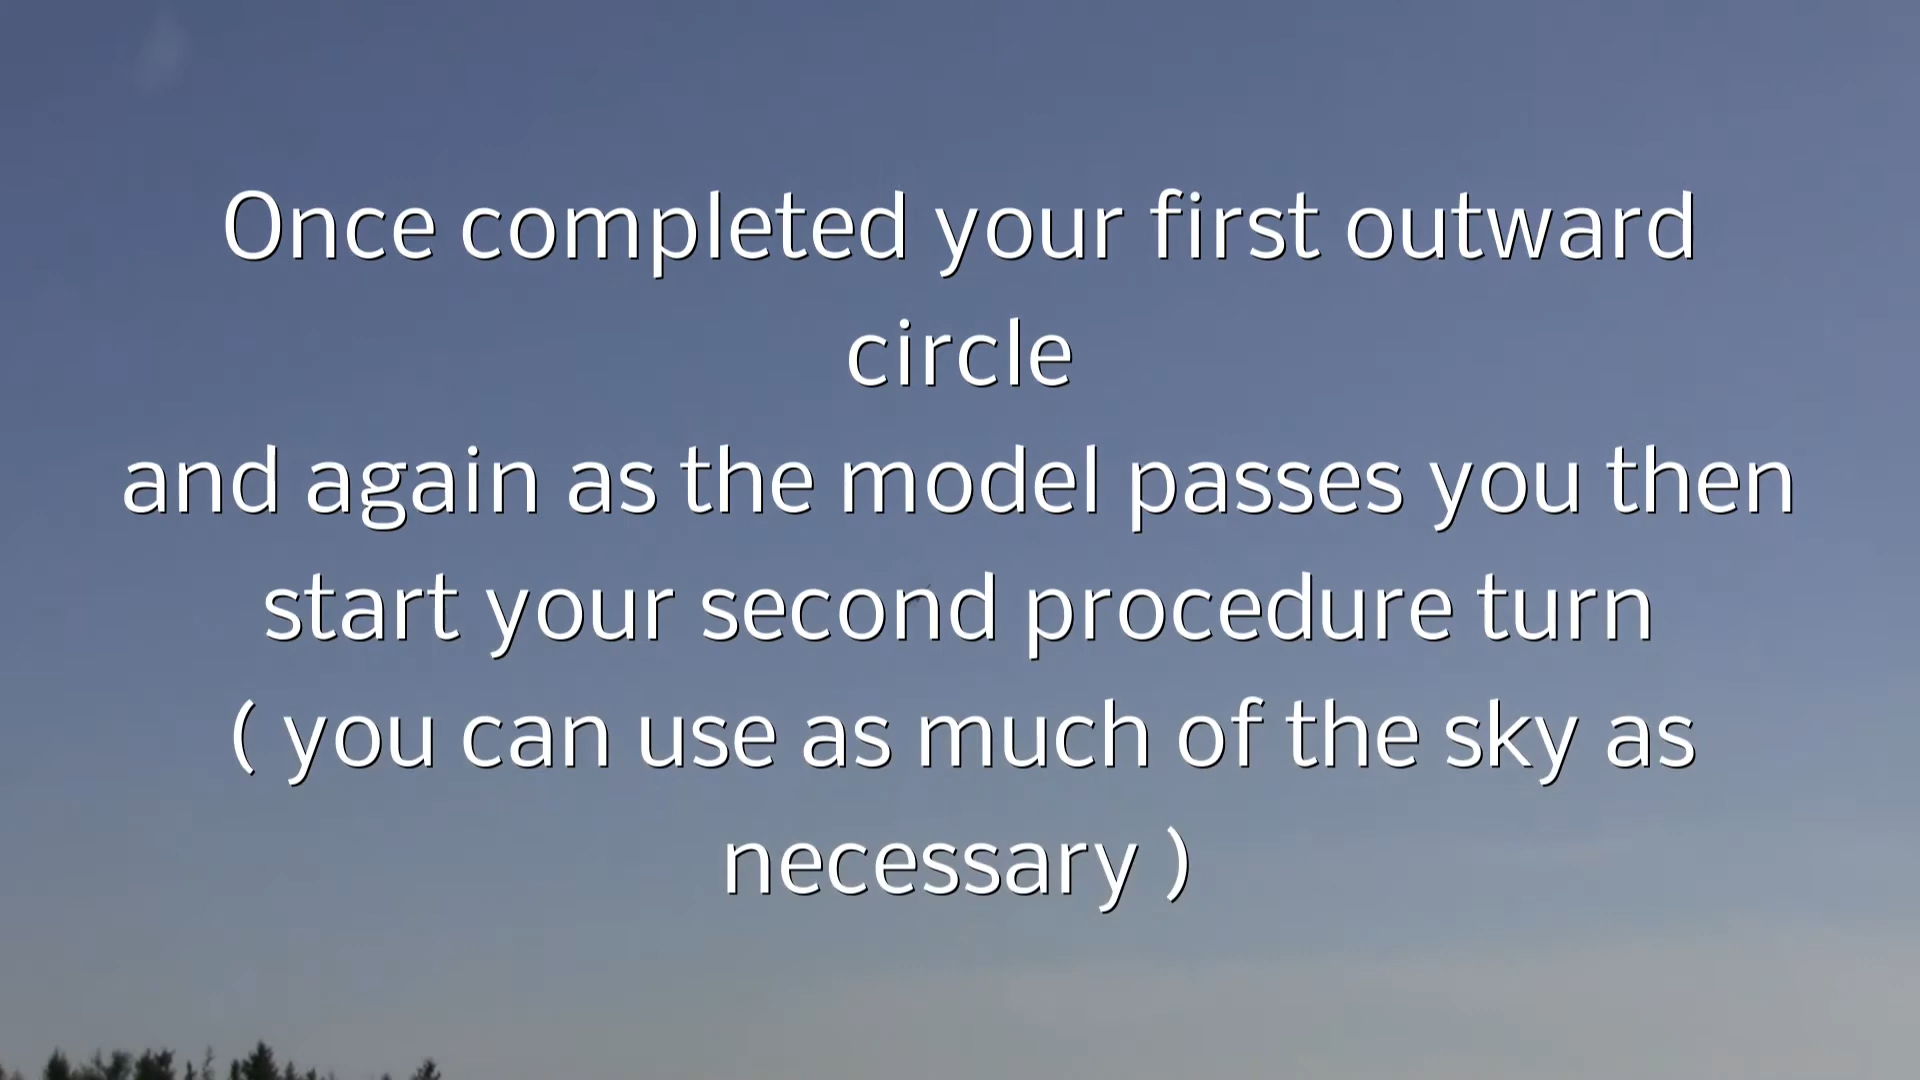 Once completed your first outward
circle
and again as the model passes you then
start your second procedure turn
( you can use as much of the sky as
necessary )